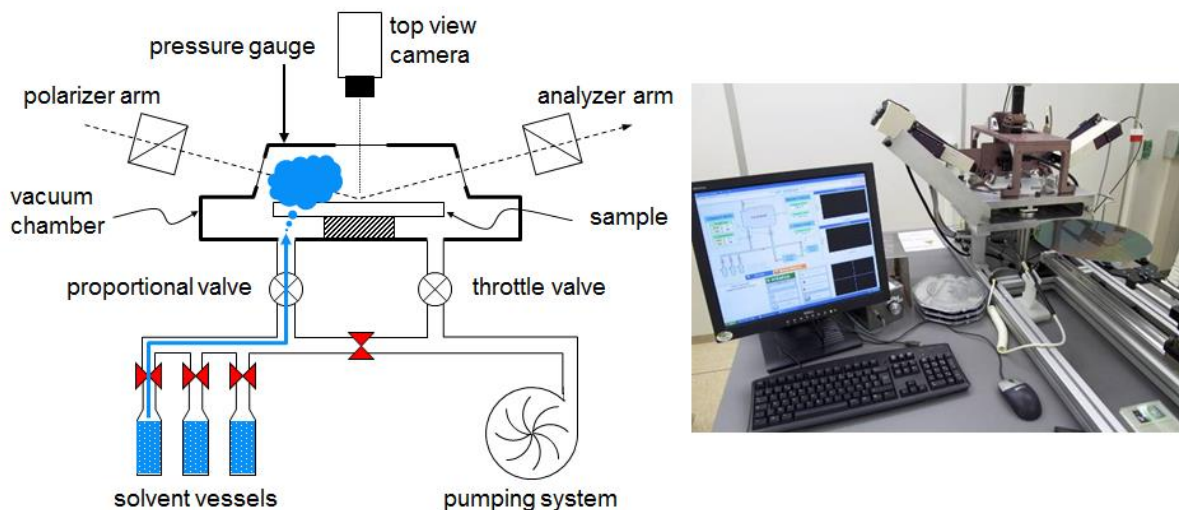 top view
camera
pressure gauge
polarizer arm
analyzer arm
vacuum
chamber
sample
proportional valve
throttle valve
solvent vessels
pumping system